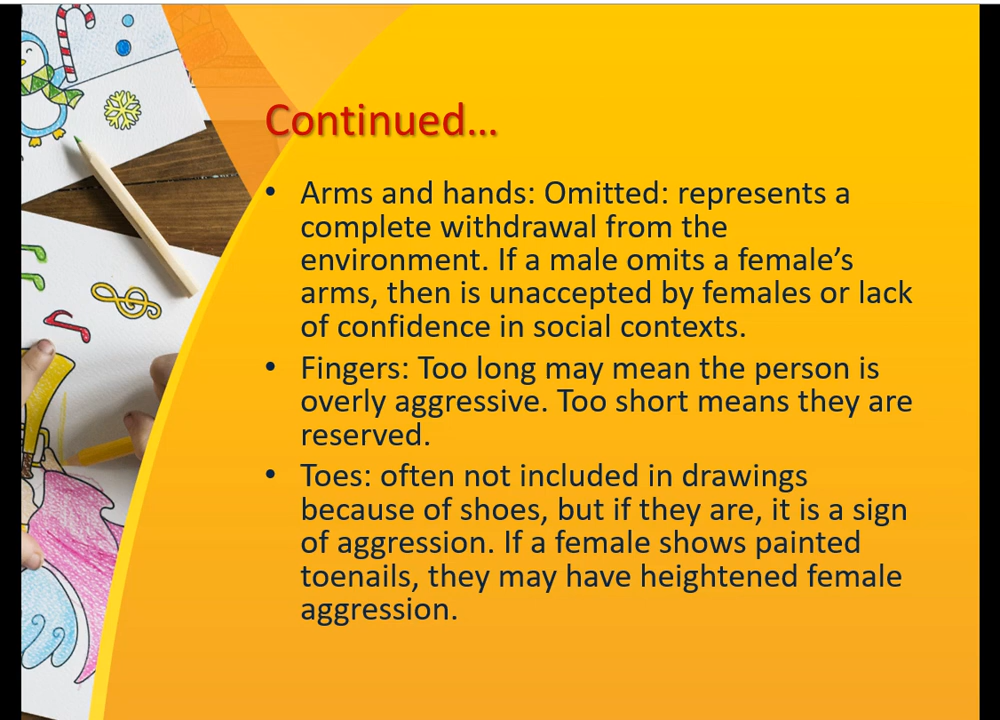 Continued...
• Arms and hands: Omitted: represents a
complete withdrawal from the
environment. If a male omits a female’s
arms, then is unaccepted by females or lack
of confidence in social contexts.
• Fingers: Too long may mean the person is
overly aggressive. Too short means they are
reserved.
• Toes: often not included in drawings
because of shoes, but if they are, it is a sign
of aggression. If a female shows painted
toenails, they may have heightened female
aggression.